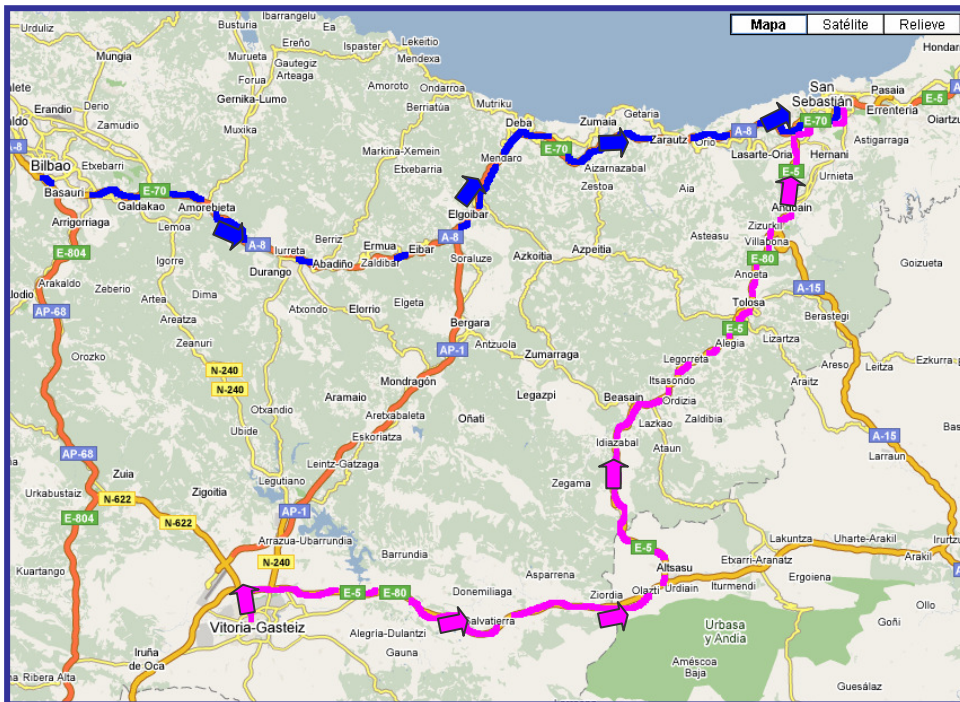 Mapa
Satélite
Relieve
Urduliz
Busturia
Ibarrangelu
Ea
Lekeitio
Ispaster
Mendexa
Mungia
Murueta
Ereño
Gautegiz
Arteaga
Forua
Gernika-Lumo
Amoroto
Ondarroa
Berriatúa
Mutriku
Deba
Zumaia
Getaria
San
Sebastián
Pasaia
Errenteria
E-5
Oiartzu
Hondarr
Erandio
Derio
Zamudio
Muxika
A-8
Bilbao
Etxebarri
Basauri
Galdakao
E-70
Amorebieta
Arrigorriaga
Lemoa
Markina-Xemein
Etxebarria
Mendaro
E-70
Aizarnazabal
Zarautz
Orio
A-8
E-70
Lasarte-Oria
Hernani
Astigarraga
Urnieta
E-5
Andoain
Zestoa
Aia
Elgoibar
A-8
Iurreta
Berriz
Ermua
Eibar
A-8
Durango
Abadiño
Zaldibar
Soraluze
Azkoitia
Azpeitia
Asteasu
Zizurkil
Villabona
E-80
Anoeta
Goizueta
E-804
Arakaldo
Zeberio
Igorre
Artea
Dima
Atxondo
Elorrio
Elgeta
Areatza
Zeanuri
AP-68
Orozko
Bergara
Antzuola
Zumarraga
AP-1
Tolosa
A-15
Berastegi
E-5
Alegia
Lizartza
Legorreta
Areso
Leitza
Ezkurra
N-240
N-240
Mondragón
Aramaio
Aretxabaleta
Otxandio
Ubide
Eskoriatza
Oñati
Legazpi
Itsasondo
Ordizia
Beasain
Araitz
Zaldibia
Lazkao
Idiazabal
Ataun
A-15
Larraun
AP-68
Zuia
Urkabustaiz
N-622
Zigoitia
Legutiano
Leintz-Gatzaga
Zegama
E-804
N-622
AP-1
Arrazua-Ubarrundia
Kuartango
N-240
Barrundia
Asparrena
E-5
Altsasu
Etxarri-Aranatz
Lakuntza
Uharte-Arakil
Arakil
Irurtzu
E-5
E-80
Donemiliaga
Ziordia
Olazti
Urdiain
Iturmendi
Ergoiena
Vitoria-Gasteiz
Alegría-Dulantzi
Salvatierra
Gauna
Ollo
Goñi
Urbasa
y Andia
Iruña
de Oca
Ribera Alta
Améscoa
Baja
Guesálaz